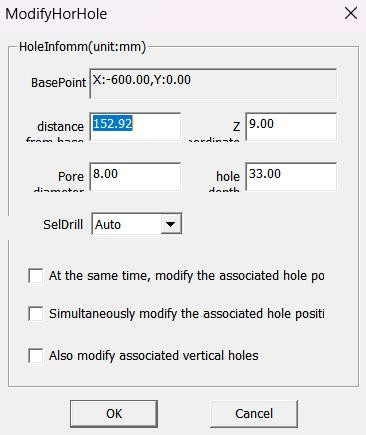 ModifyHorHole
HoleInfomm(unit:mm)
BasePoint X:-600.00,Y:0.00
distance from base 152.92 Z 9.00
Pore diameter 8.00 hole depth 33.00
SelDrill Auto
At the same time, modify the associated hole po
Simultaneously modify the associated hole positi
Also modify associated vertical holes
OK Cancel